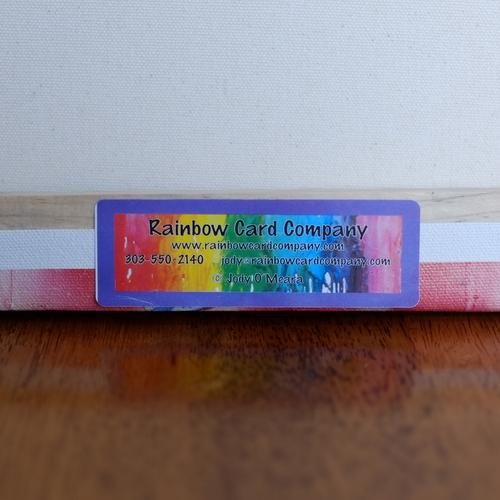 Rainbow Card Company
www.rainbowcardcompany.com
303-550-2140 jody@rainbowcardcompany.com
© Jody O'Meara